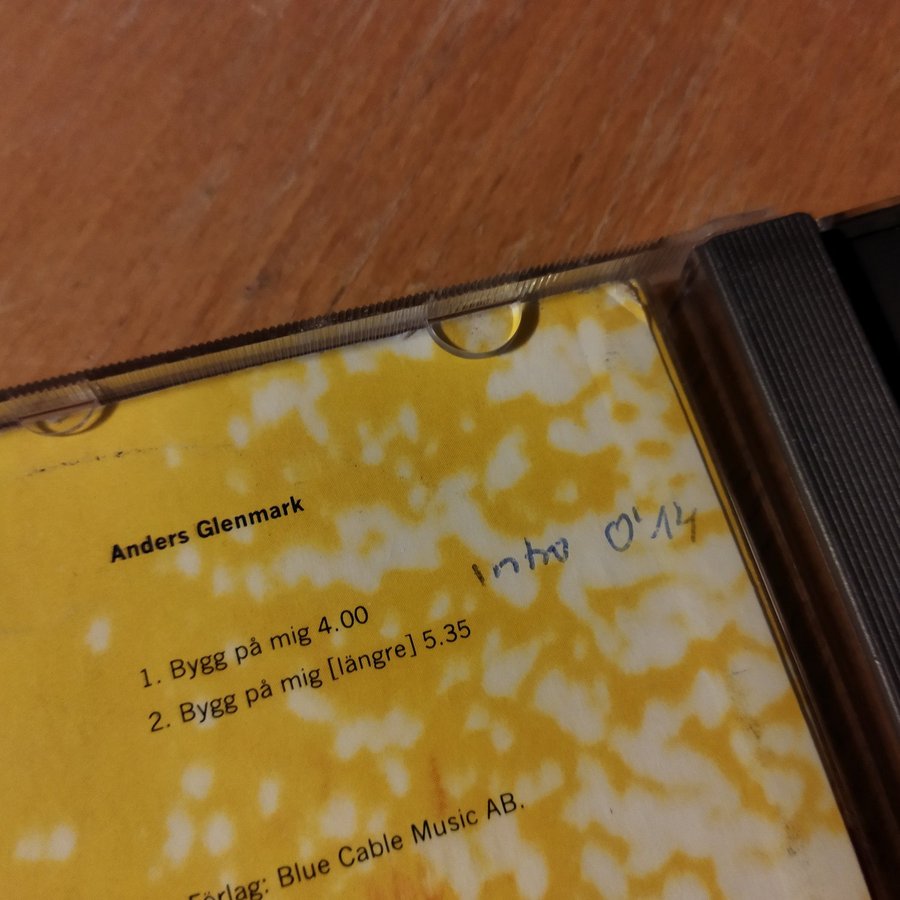 Anders Glenmark
Intro 0'14
1. Bygg på mig 4.00
2. Bygg på mig [längre] 5.35
Förlag: Blue Cable Music AB.